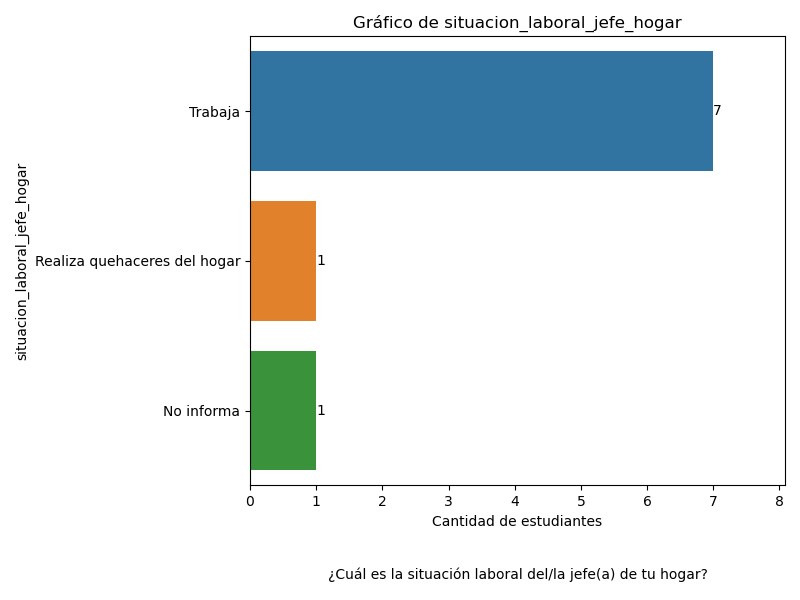 Gráfico de situacion_laboral_jefe_hogar
situacion_laboral_jefe_hogar
Trabaja
7
Realiza quehaceres del hogar
1
No informa
1
0 1 2 3 4 5 6 7 8
Cantidad de estudiantes
¿Cuál es la situación laboral del/la jefe(a) de tu hogar?